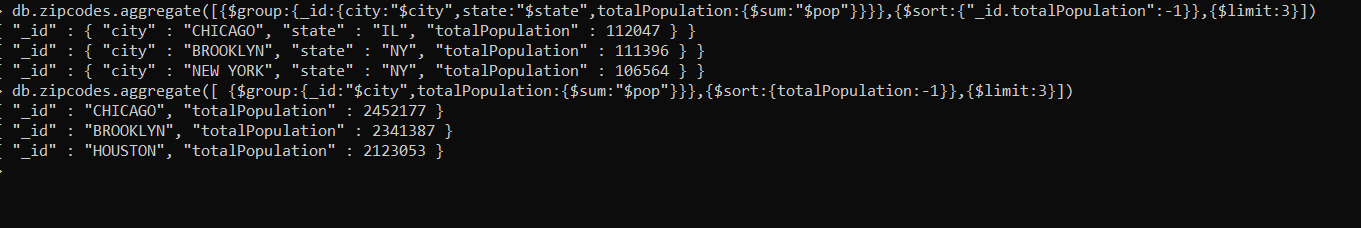 > db.zipcodes.aggregate([{$group:{_id:{city:"$city",state:"$state",totalPopulation:{$sum:"$pop"}}}},{$sort:{"_id.totalPopulation":-1}},{$limit:3}])
{ "_id" : { "city" : "CHICAGO", "state" : "IL", "totalPopulation" : 112047 } }
{ "_id" : { "city" : "BROOKLYN", "state" : "NY", "totalPopulation" : 111396 } }
{ "_id" : { "city" : "NEW YORK", "state" : "NY", "totalPopulation" : 106564 } }
> db.zipcodes.aggregate([ {$group:{_id:"$city",totalPopulation:{$sum:"$pop"}}},{$sort:{totalPopulation:-1}},{$limit:3}])
{ "_id" : "CHICAGO", "totalPopulation" : 2452177 }
{ "_id" : "BROOKLYN", "totalPopulation" : 2341387 }
{ "_id" : "HOUSTON", "totalPopulation" : 2123053 }
>